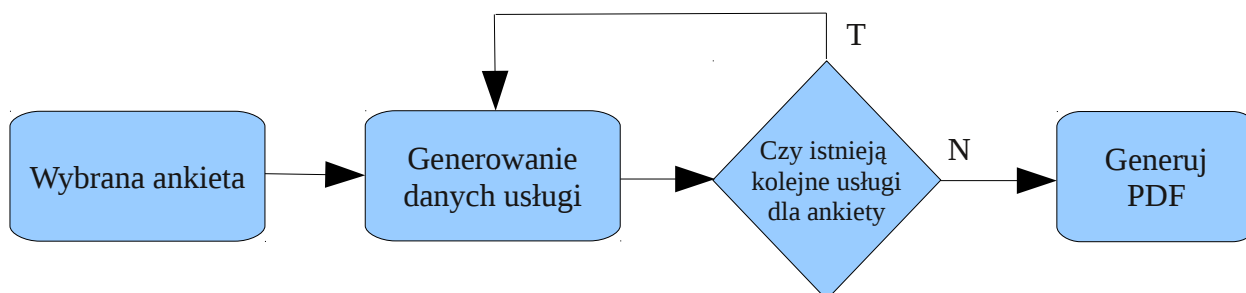 T
Wybrana ankieta
Generowanie
danych usługi
Czy istnieją
kolejne usługi
dla ankiety
N
Generuj
PDF